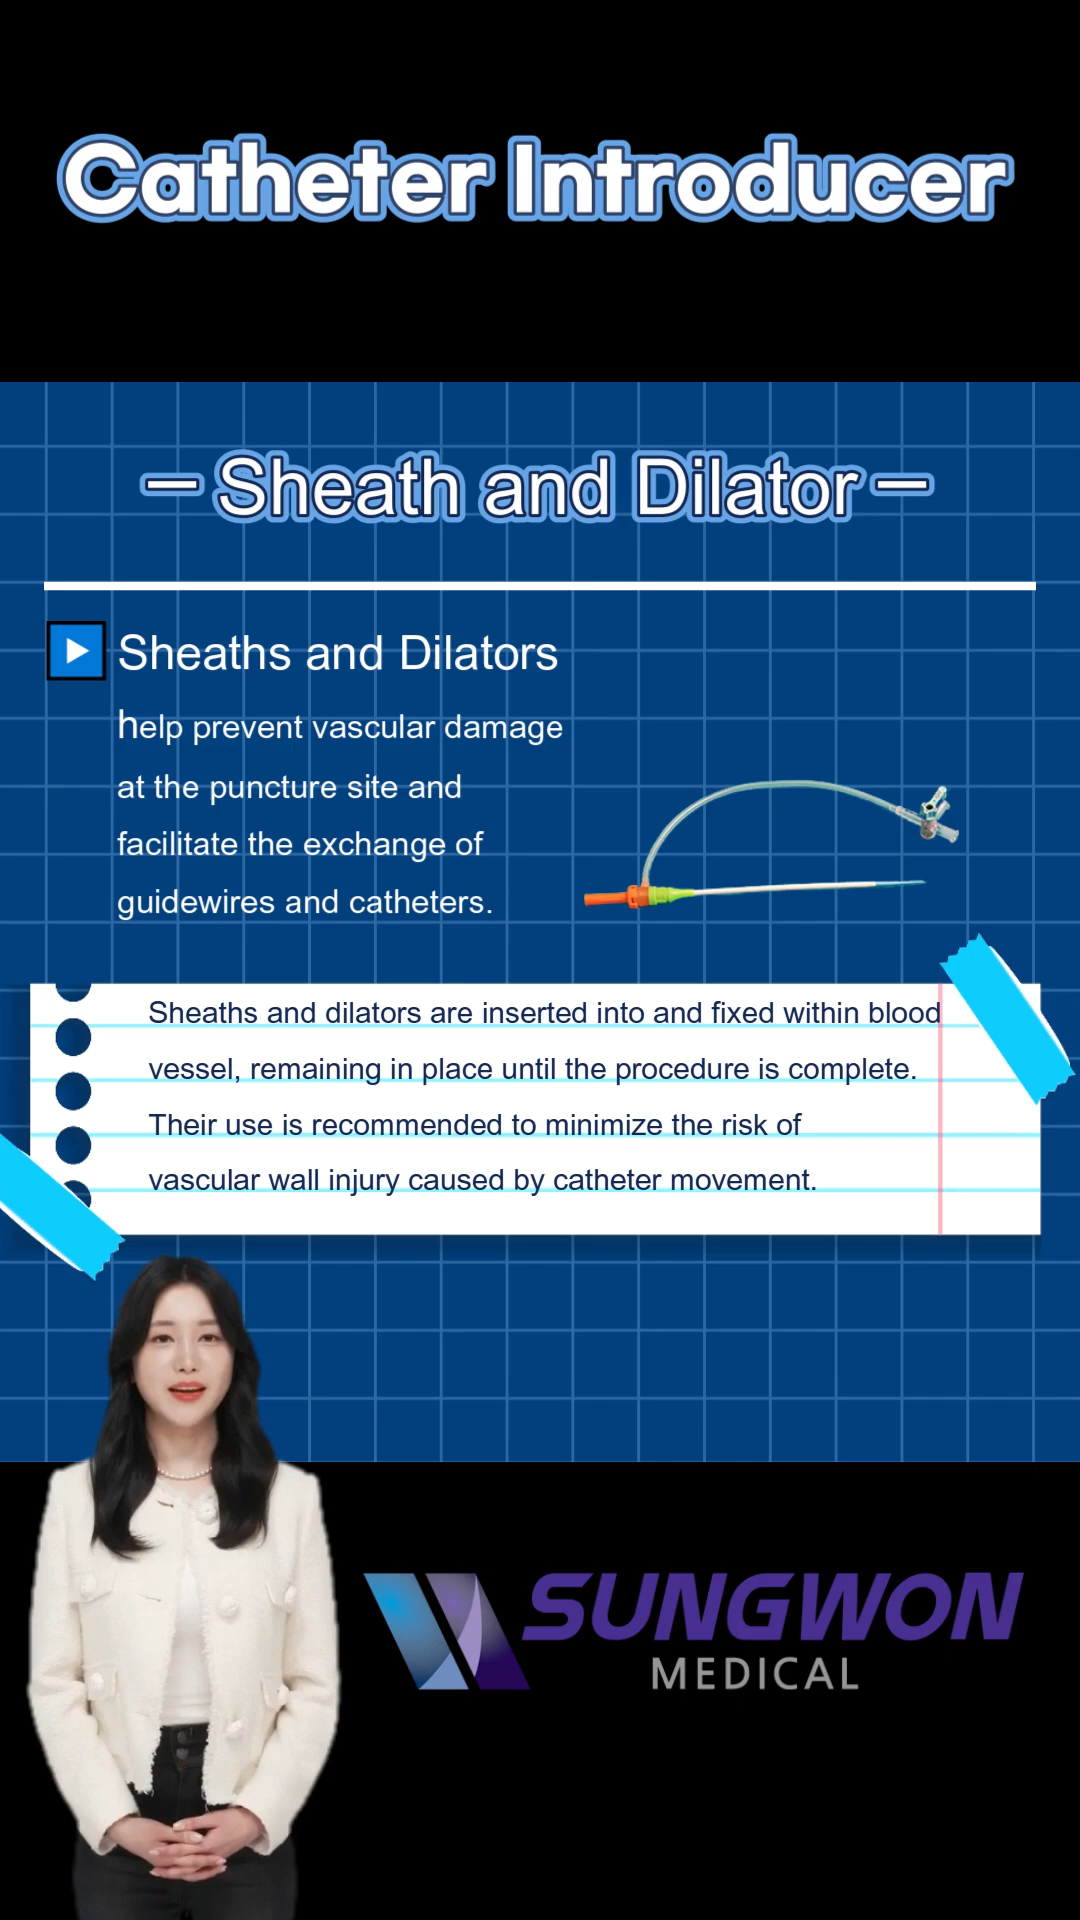 Catheter Introducer
– Sheath and Dilator –
Sheaths and Dilators
help prevent vascular damage
at the puncture site and
facilitate the exchange of
guidewires and catheters.
Sheaths and dilators are inserted into and fixed within blood
vessel, remaining in place until the procedure is complete.
Their use is recommended to minimize the risk of
vascular wall injury caused by catheter movement.
SUNGWON
MEDICAL